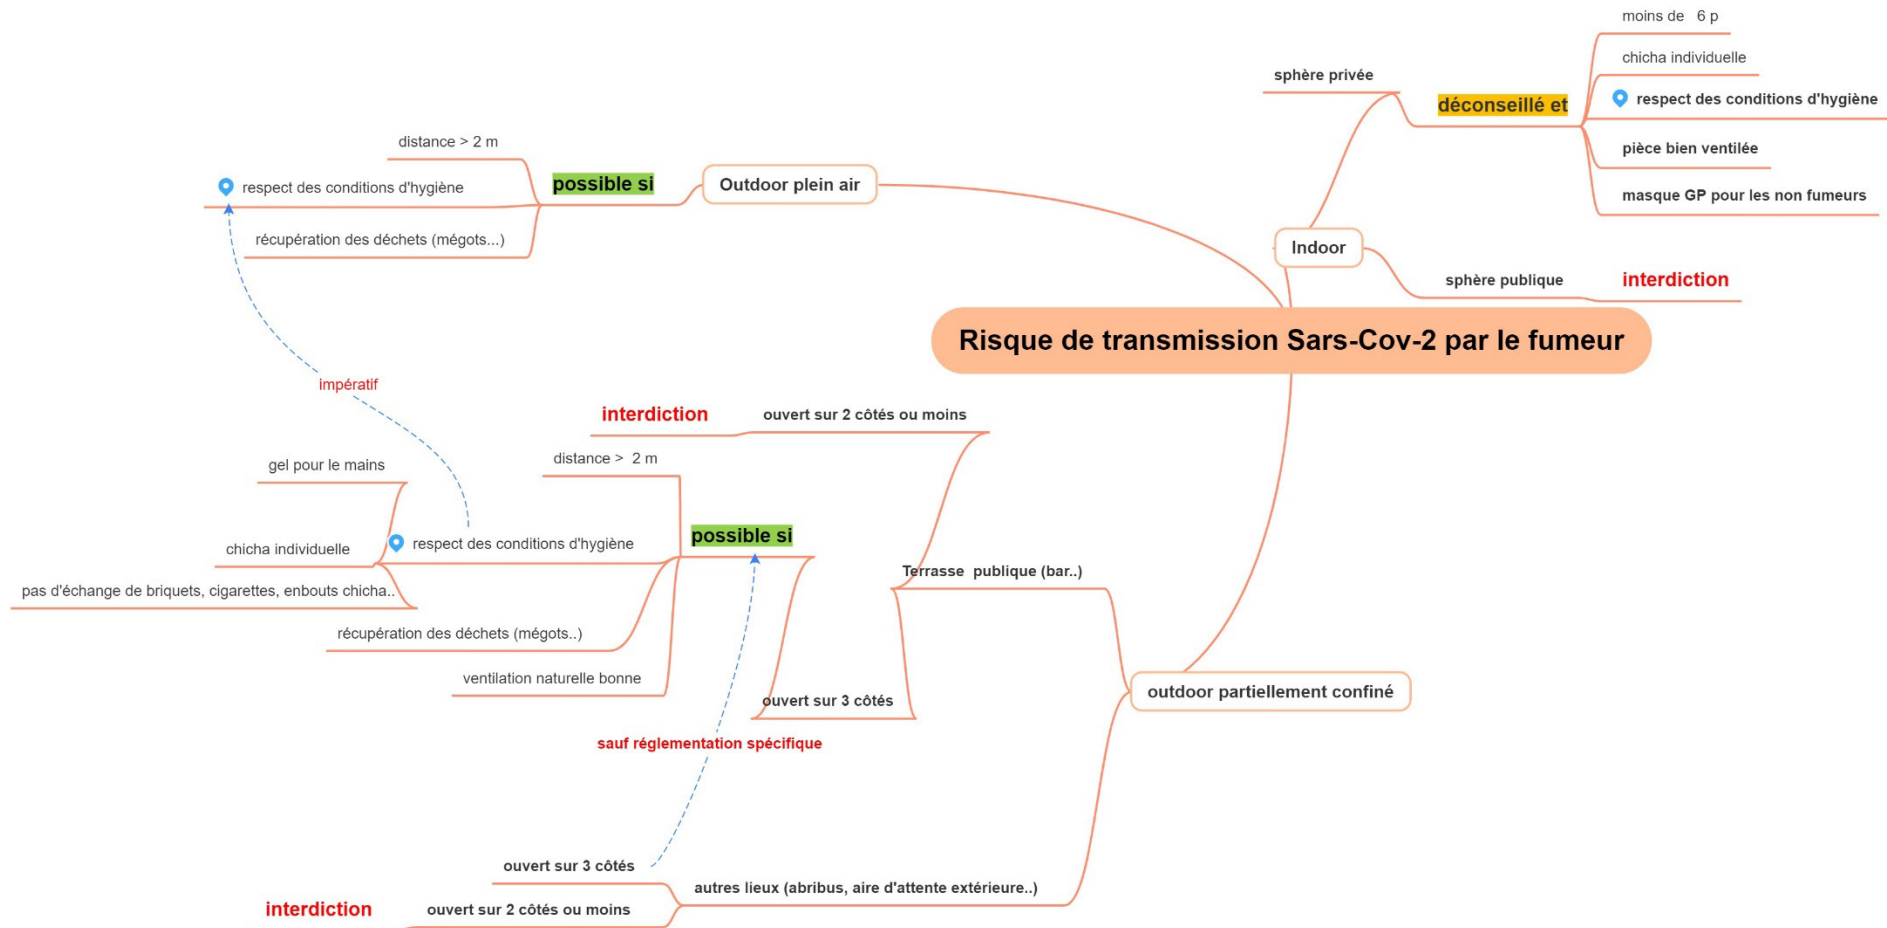 moins de 6 p
chicha individuelle
sphère privée
déconseillé et
respect des conditions d'hygiène
pièce bien ventilée
masque GP pour les non fumeurs
distance > 2 m
respect des conditions d'hygiène
possible si
Outdoor plein air
récupération des déchets (mégots...)
Indoor
sphère publique
interdiction
Risque de transmission Sars-Cov-2 par le fumeur
impératif
interdiction
ouvert sur 2 côtés ou moins
distance > 2 m
gel pour le mains
possible si
respect des conditions d'hygiène
chicha individuelle
pas d'échange de briquets, cigarettes, enbouts chicha..
Terrasse publique (bar..)
récupération des déchets (mégots..)
ventilation naturelle bonne
ouvert sur 3 côtés
outdoor partiellement confiné
sauf réglementation spécifique
ouvert sur 3 côtés
autres lieux (abribus, aire d'attente extérieure..)
interdiction
ouvert sur 2 côtés ou moins